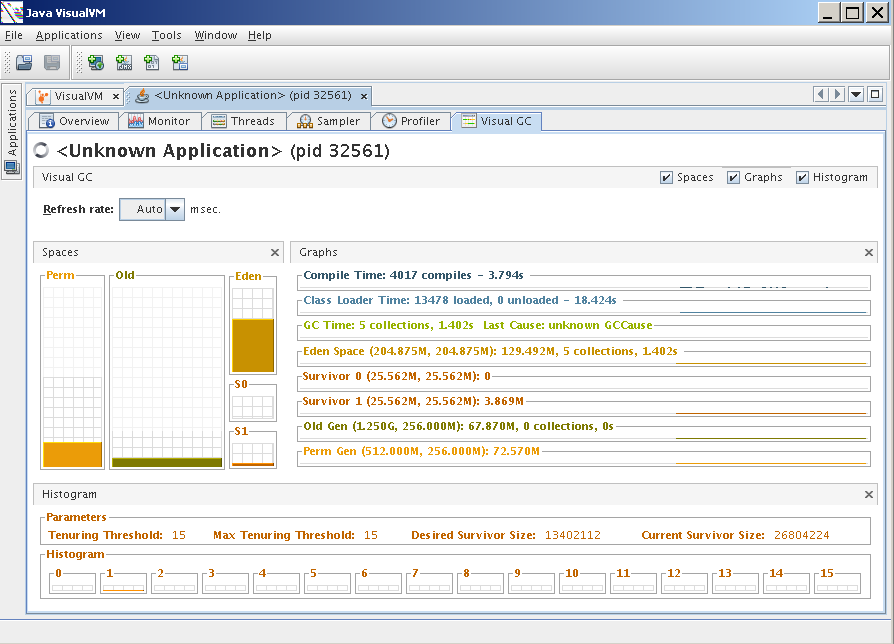 Java VisualVM
File Applications View Tools Window Help
Applications
VisualVM <Unknown Application> (pid 32561)
Overview Monitor Threads Sampler Profiler Visual GC
<Unknown Application> (pid 32561)
Visual GC Spaces Graphs Histogram
Refresh rate: Auto msec.
Spaces
Perm Old Eden
S0
S1
Graphs
Compile Time: 4017 compiles - 3.794s
Class Loader Time: 13478 loaded, 0 unloaded - 18.424s
GC Time: 5 collections, 1.402s Last Cause: unknown GCCause
Eden Space (204.875M, 204.875M): 129.492M, 5 collections, 1.402s
Survivor 0 (25.562M, 25.562M): 0
Survivor 1 (25.562M, 25.562M): 3.869M
Old Gen (1.250G, 256.000M): 67.870M, 0 collections, 0s
Perm Gen (512.000M, 256.000M): 72.570M
Histogram
Parameters
Tenuring Threshold: 15 Max Tenuring Threshold: 15 Desired Survivor Size: 13402112 Current Survivor Size: 26804224
Histogram
0 1 2 3 4 5 6 7 8 9 10 11 12 13 14 15